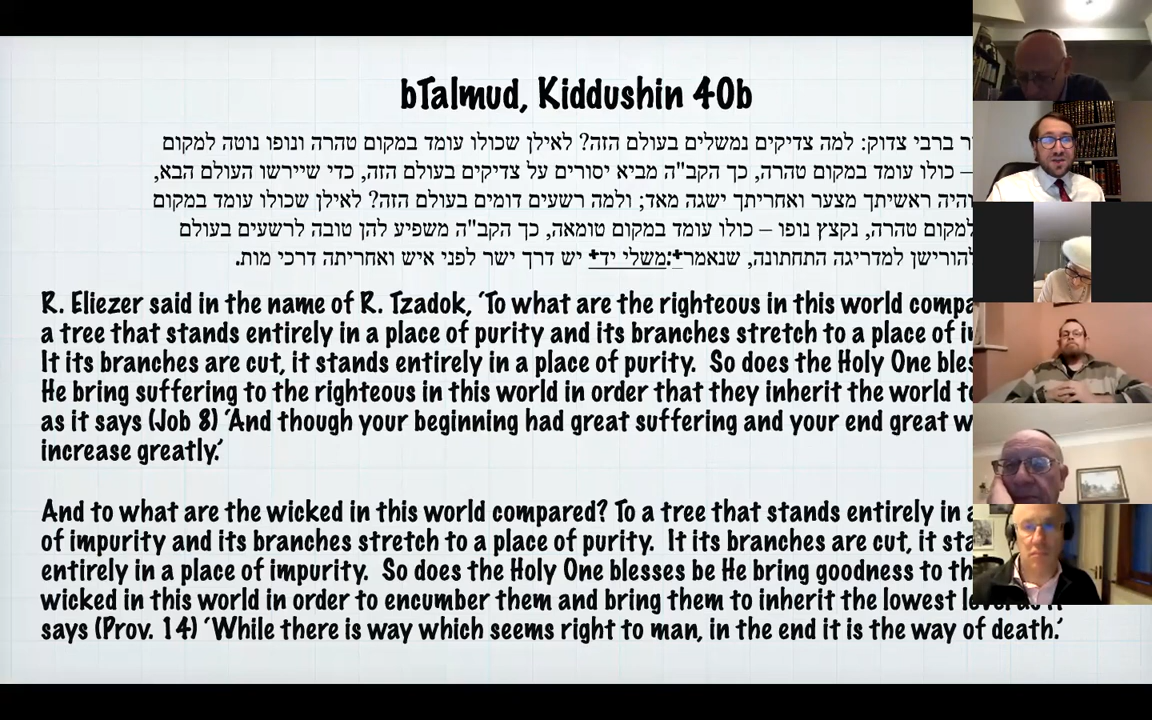 bTalmud, Kiddushin 40b
ברבי צדוק: למה צדיקים נמשלים בעולם הזה? לאילן שכולו עומד במקום טהרה ונופו נוטה למקום
– כולו עומד במקום טהרה, כך הקב"ה מביא יסורים על צדיקים בעולם הזה, כדי שיירשו העולם הבא,
והיה ראשיתך מצער ואחריתך ישגה מאד; ולמה רשעים דומים בעולם הזה? לאילן שכולו עומד במקום
למקום טהרה, נקצץ נופו – כולו עומד במקום טומאה, כך הקב"ה משפיע להן טובה לרשעים בעולם
להורישן למדריגה התחתונה, שנאמר+:משלי יד+ יש דרך ישר לפני איש ואחריתה דרכי מות.
R. Eliezer said in the name of R. Tzadok, ‘To what are the righteous in this world
a tree that stands entirely in a place of purity and its branches stretch to a place of
It its branches are cut, it stands entirely in a place of purity. So does the Holy One
He bring suffering to the righteous in this world in order that they inherit the world
as it says (Job 8) ‘And though your beginning had great suffering and your end great
increase greatly.’
And to what are the wicked in this world compared? To a tree that stands entirely in a
of impurity and its branches stretch to a place of purity. It its branches are cut, it
entirely in a place of impurity. So does the Holy One blesses be He bring goodness to
wicked in this world in order to encumber them and bring them to inherit the lowest
says (Prov. 14) ‘While there is way which seems right to man, in the end it is the way of death.’